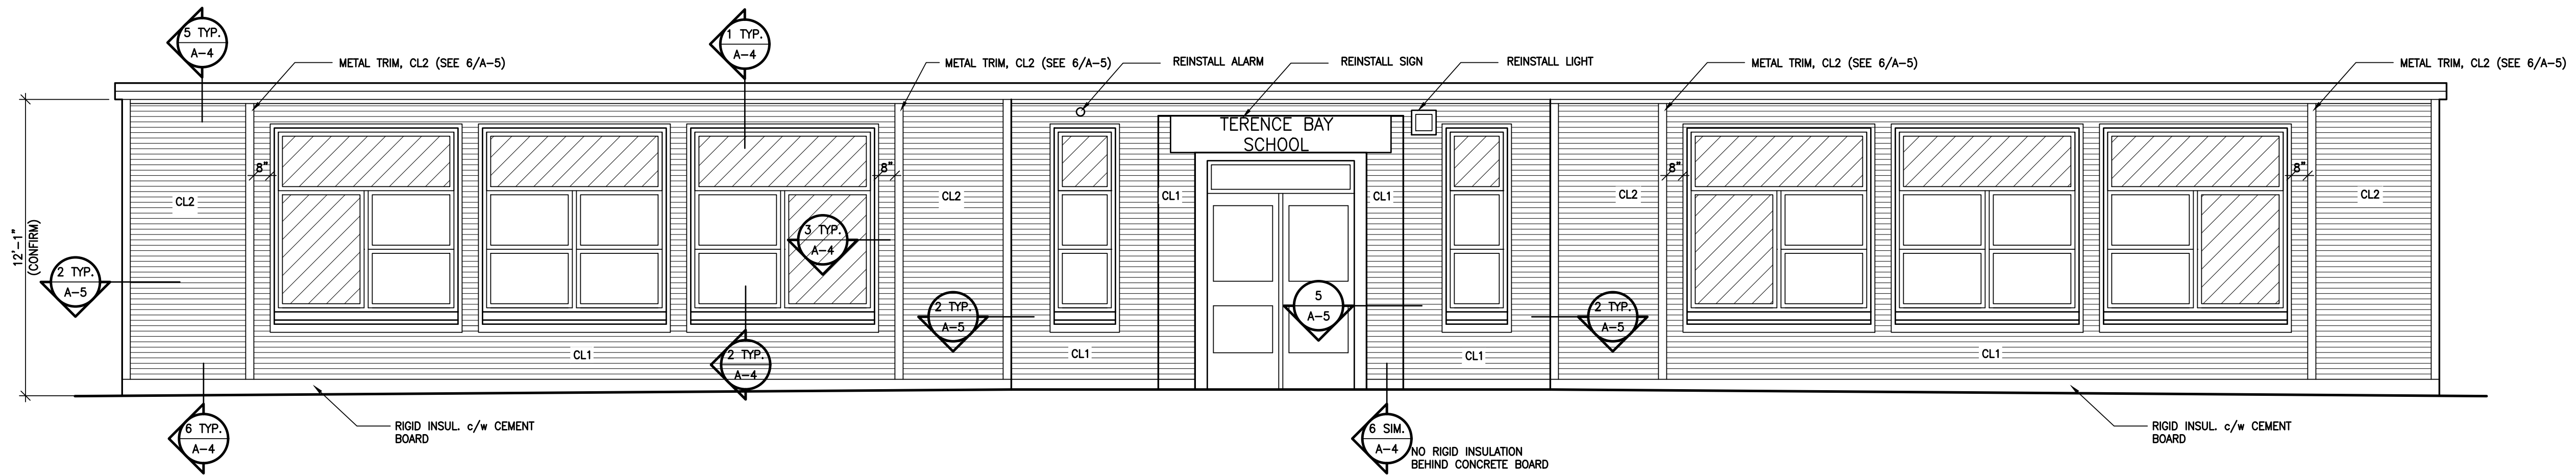 5 TYP.
A-4
1 TYP.
A-4
METAL TRIM, CL2 (SEE 6/A-5)
METAL TRIM, CL2 (SEE 6/A-5)
REINSTALL ALARM
REINSTALL SIGN
REINSTALL LIGHT
METAL TRIM, CL2 (SEE 6/A-5)
METAL TRIM, CL2 (SEE 6/A-5)
TERENCE BAY
SCHOOL
8"
8"
8"
8"
CL2
CL2
CL1
CL1
CL2
CL2
12'-1"
(CONFIRM)
3 TYP.
A-4
2 TYP.
A-5
2 TYP.
A-5
5
A-5
2 TYP.
A-5
CL1
CL1
CL1
CL1
2 TYP.
A-4
6 TYP.
A-4
RIGID INSUL. c/w CEMENT
BOARD
6 SIM.
A-4
NO RIGID INSULATION
BEHIND CONCRETE BOARD
RIGID INSUL. c/w CEMENT
BOARD